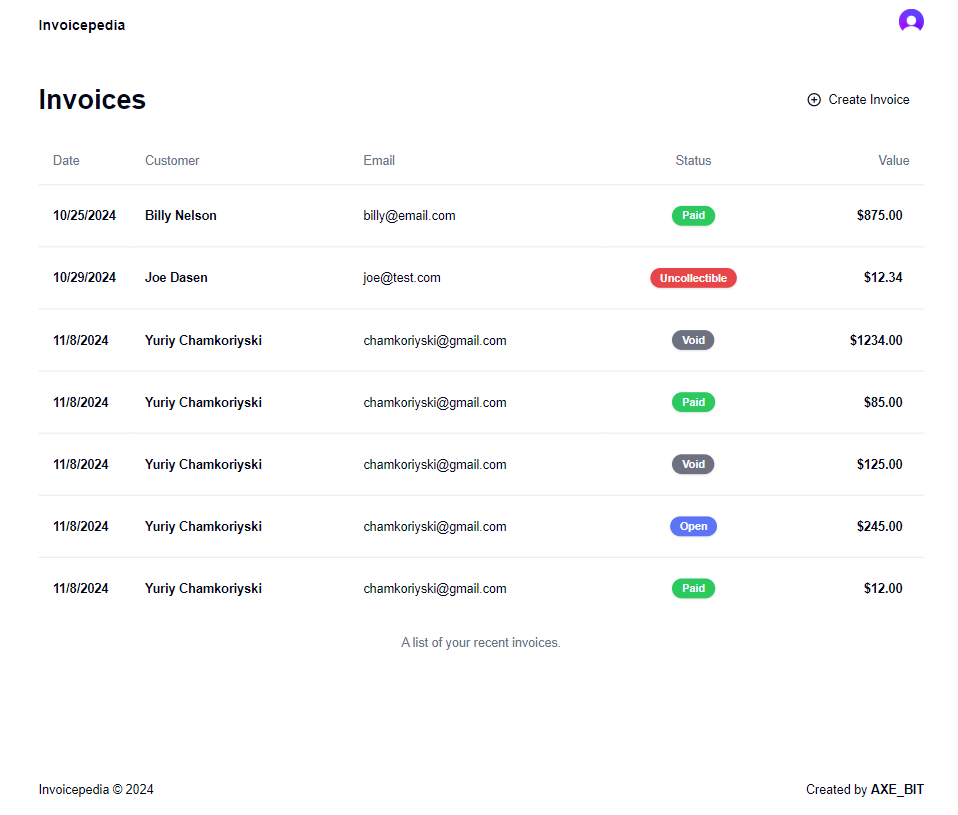 Invoicepedia
Invoices
Create Invoice
Date Customer Email Status Value
10/25/2024 Billy Nelson billy@email.com Paid $875.00
10/29/2024 Joe Dasen joe@test.com Uncollectible $12.34
11/8/2024 Yuriy Chamkoriyski chamkoriyski@gmail.com Void $1234.00
11/8/2024 Yuriy Chamkoriyski chamkoriyski@gmail.com Paid $85.00
11/8/2024 Yuriy Chamkoriyski chamkoriyski@gmail.com Void $125.00
11/8/2024 Yuriy Chamkoriyski chamkoriyski@gmail.com Open $245.00
11/8/2024 Yuriy Chamkoriyski chamkoriyski@gmail.com Paid $12.00
A list of your recent invoices.
Invoicepedia © 2024
Created by AXE_BIT